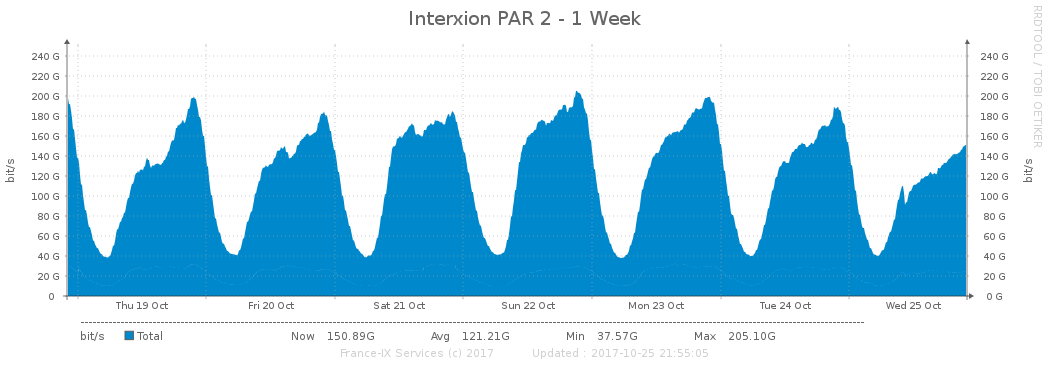 Interxion PAR 2 - 1 Week
RRDTOOL / TOBI OETIKER
bit/s
240 G 240 G
220 G 220 G
200 G 200 G
180 G 180 G
160 G 160 G
140 G 140 G
120 G 120 G
100 G 100 G
80 G 80 G
60 G 60 G
40 G 40 G
20 G 20 G
0 0 G
bit/s
Thu 19 Oct Fri 20 Oct Sat 21 Oct Sun 22 Oct Mon 23 Oct Tue 24 Oct Wed 25 Oct
bit/s Total Now 150.89G Avg 121.21G Min 37.57G Max 205.10G
France-IX Services (c) 2017 Updated : 2017-10-25 21:55:05